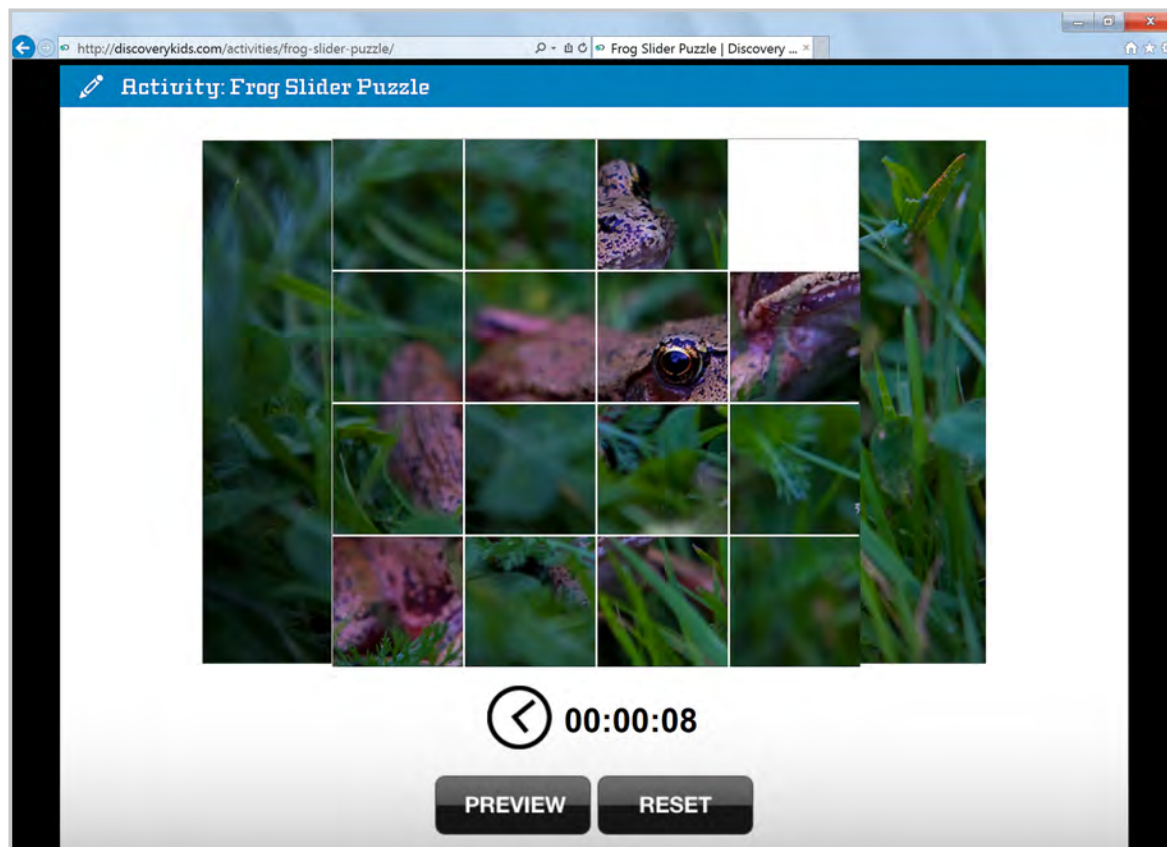 http://discoverykids.com/activities/frog-slider-puzzle/
Frog Slider Puzzle | Discovery ...
Activity: Frog Slider Puzzle
00:00:08
PREVIEW
RESET